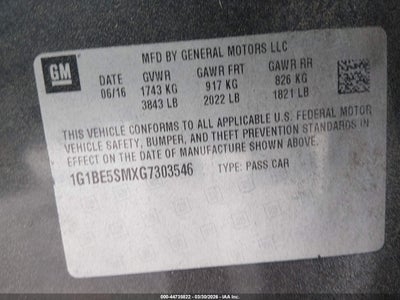 GM
MFD BY GENERAL MOTORS LLC
06/16 GVWR GAWR FRT GAWR RR
1743 KG 917 KG 826 KG
3843 LB 2022 LB 1821 LB
THIS VEHICLE CONFORMS TO ALL APPLICABLE U.S. FEDERAL MOTOR
VEHICLE SAFETY, BUMPER, AND THEFT PREVENTION STANDARDS IN
EFFECT ON THE DATE OF MANUFACTURE SHOWN ABOVE.
1G1BE5SMXG7303546 TYPE: PASS CAR
000-44735822 - 03/30/2026 - IAA Inc.